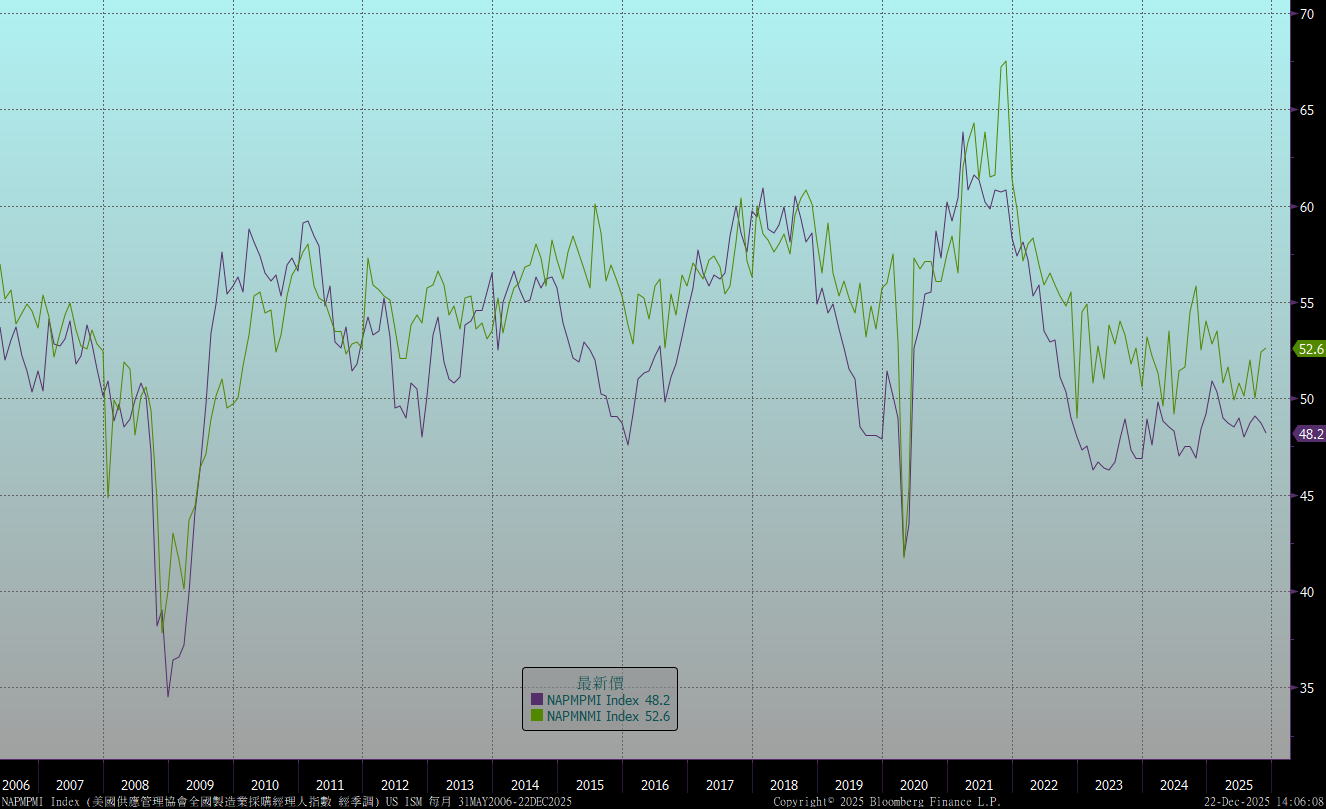 70
65
60
55
52.6
50
48.2
45
40
35
最新價
NAPMPMI Index 48.2
NAPMNMI Index 52.6
2006 2007 2008 2009 2010 2011 2012 2013 2014 2015 2016 2017 2018 2019 2020 2021 2022 2023 2024 2025
NAPMPMI Index (美國供應管理協會全國製造業採購經理人指數 經季調) US ISM 每月 31MAY2006-22DEC2025 Copyright© 2025 Bloomberg Finance L.P. 22-Dec-2025 14:06:08